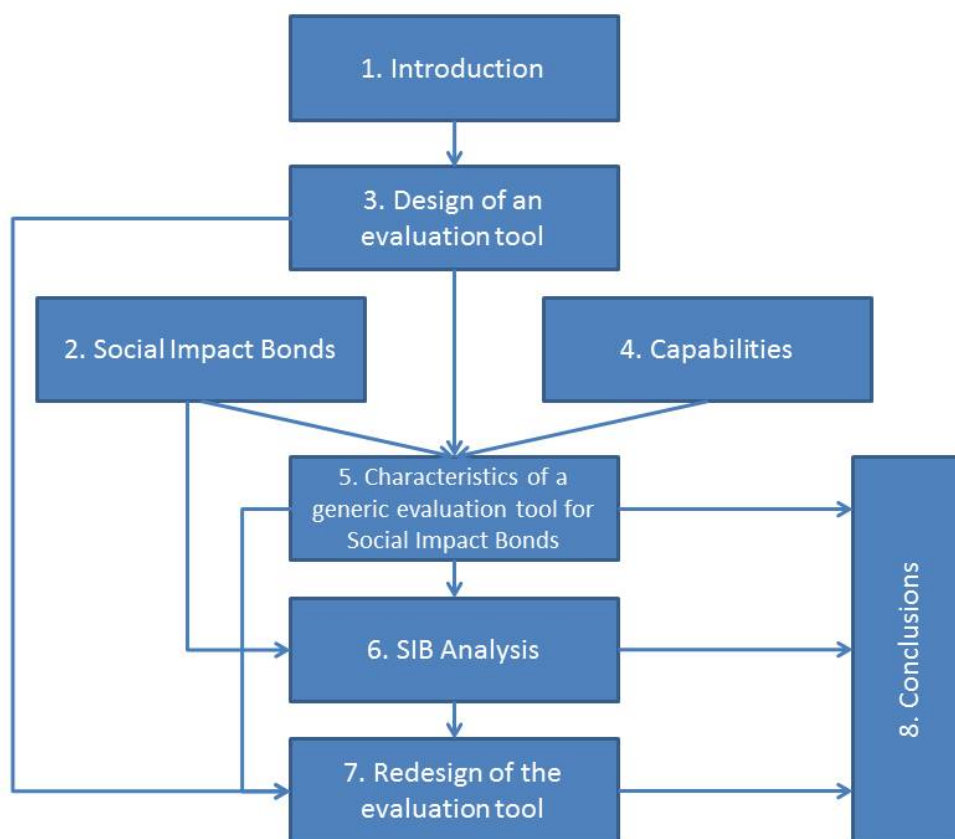 1. Introduction
3. Design of an
evaluation tool
2. Social Impact Bonds
4. Capabilities
5. Characteristics of a
generic evaluation tool for
Social Impact Bonds
6. SIB Analysis
7. Redesign of the
evaluation tool
8. Conclusions